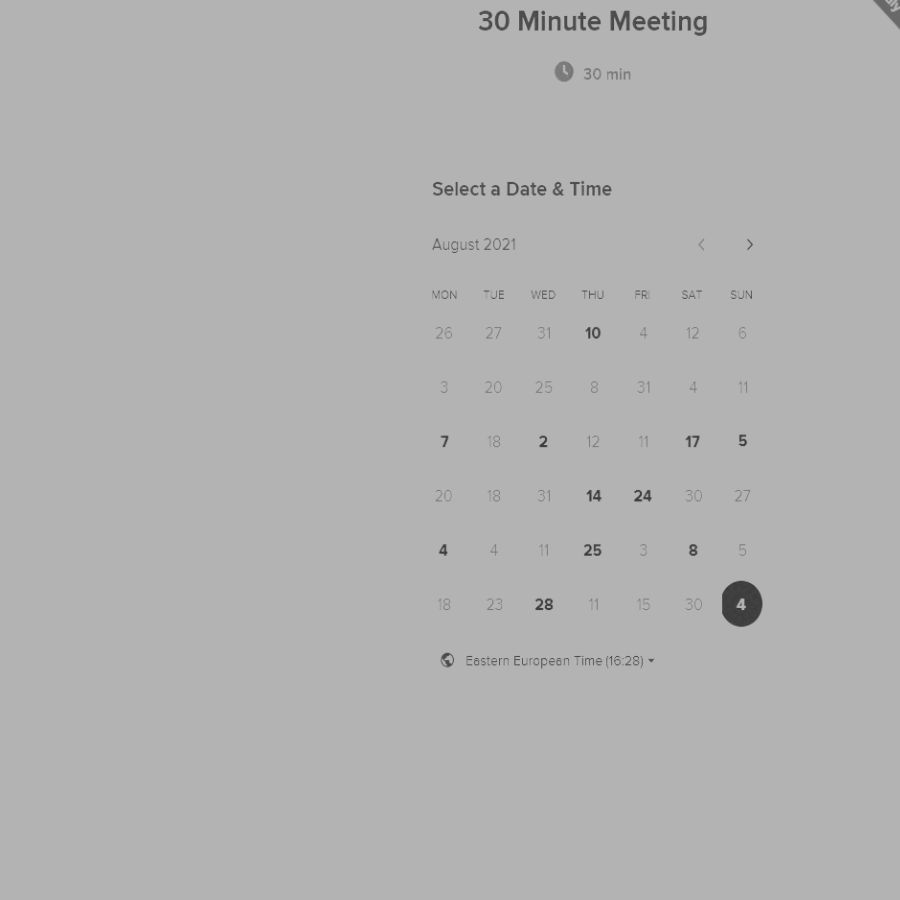 30 Minute Meeting
30 min
Select a Date & Time
August 2021
MON TUE WED THU FRI SAT SUN
26 27 31 10 4 12 6
3 20 25 8 31 4 11
7 18 2 12 11 17 5
20 18 31 14 24 30 27
4 4 11 25 3 8 5
18 23 28 11 15 30 4
Eastern European Time (16:28)